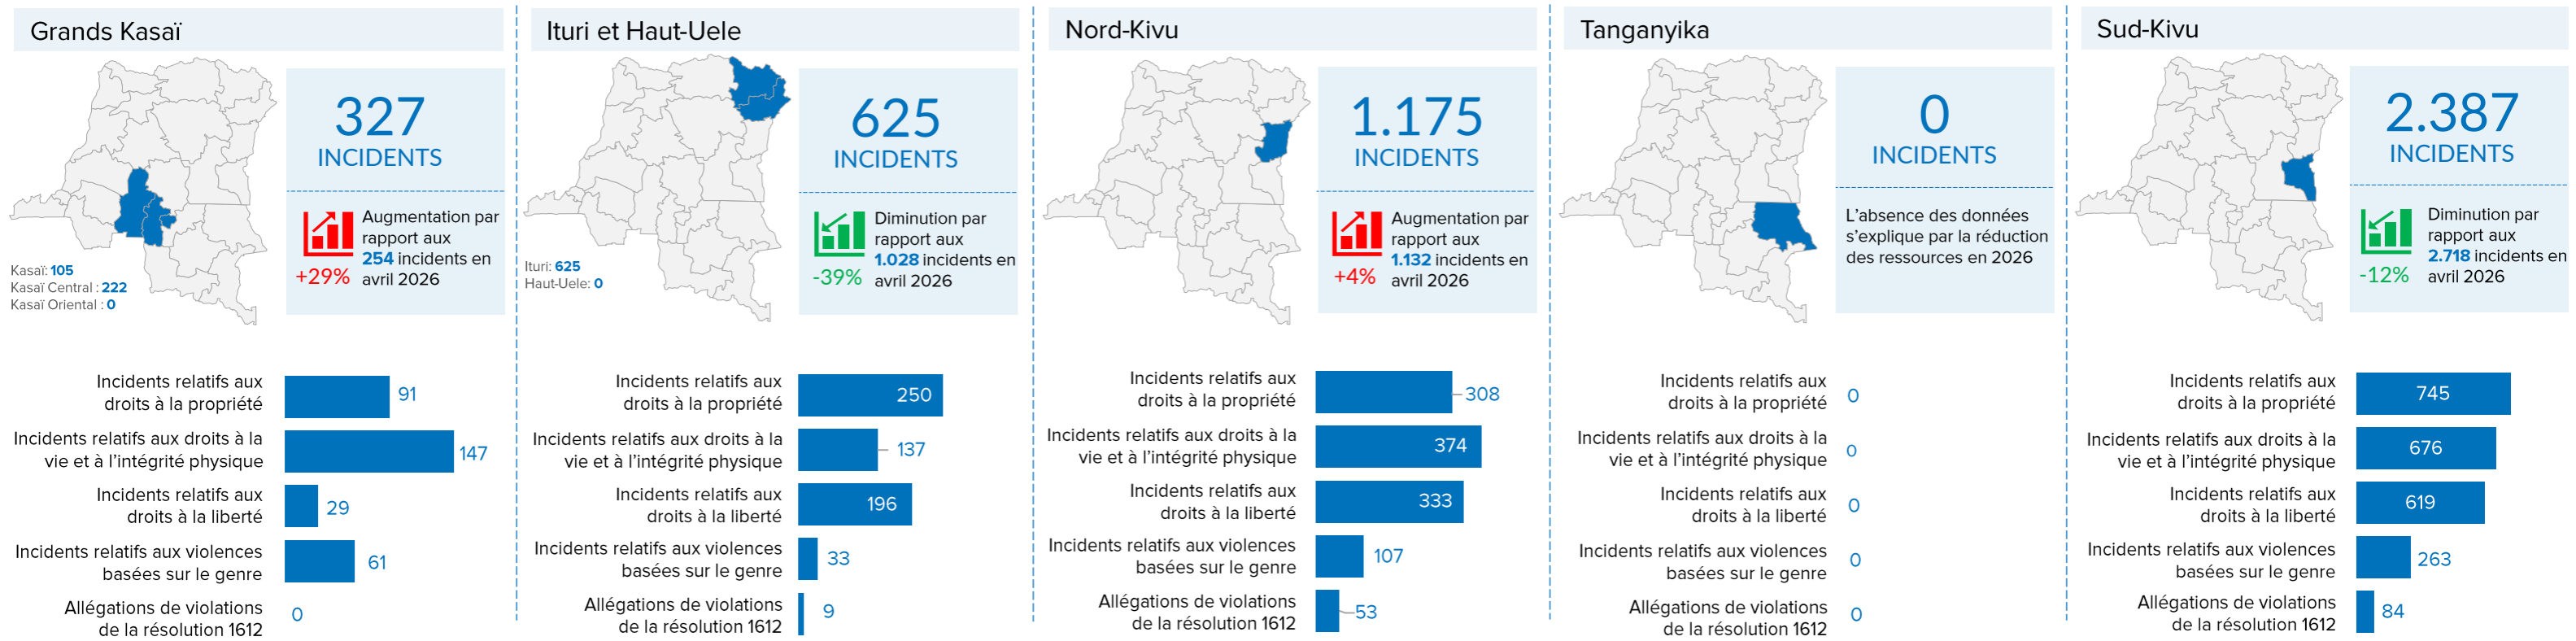 Grands Kasaï
327
INCIDENTS
Augmentation par
rapport aux
254 incidents en
avril 2026
+29%
Kasaï: 105
Kasaï Central : 222
Kasaï Oriental : 0
Incidents relatifs aux
droits à la propriété
91
Incidents relatifs aux droits à la
vie et à l'intégrité physique
147
Incidents relatifs aux
droits à la liberté
29
Incidents relatifs aux violences
basées sur le genre
61
Allégations de violations
de la résolution 1612
0
Ituri et Haut-Uele
625
INCIDENTS
Diminution par
rapport aux
1.028 incidents en
avril 2026
-39%
Ituri: 625
Haut-Uele: 0
Incidents relatifs aux
droits à la propriété
250
Incidents relatifs aux droits à la
vie et à l'intégrité physique
137
Incidents relatifs aux
droits à la liberté
196
Incidents relatifs aux violences
basées sur le genre
33
Allégations de violations
de la résolution 1612
9
Nord-Kivu
1.175
INCIDENTS
Augmentation par
rapport aux
1.132 incidents en
avril 2026
+4%
Incidents relatifs aux
droits à la propriété
308
Incidents relatifs aux droits à la
vie et à l'intégrité physique
374
Incidents relatifs aux
droits à la liberté
333
Incidents relatifs aux violences
basées sur le genre
107
Allégations de violations
de la résolution 1612
53
Tanganyika
0
INCIDENTS
L'absence des données
s'explique par la réduction
des ressources en 2026
Incidents relatifs aux
droits à la propriété
0
Incidents relatifs aux droits à la
vie et à l'intégrité physique
0
Incidents relatifs aux
droits à la liberté
0
Incidents relatifs aux violences
basées sur le genre
0
Allégations de violations
de la résolution 1612
0
Sud-Kivu
2.387
INCIDENTS
Diminution par
rapport aux
2.718 incidents en
avril 2026
-12%
Incidents relatifs aux
droits à la propriété
745
Incidents relatifs aux droits à la
vie et à l'intégrité physique
676
Incidents relatifs aux
droits à la liberté
619
Incidents relatifs aux violences
basées sur le genre
263
Allégations de violations
de la résolution 1612
84